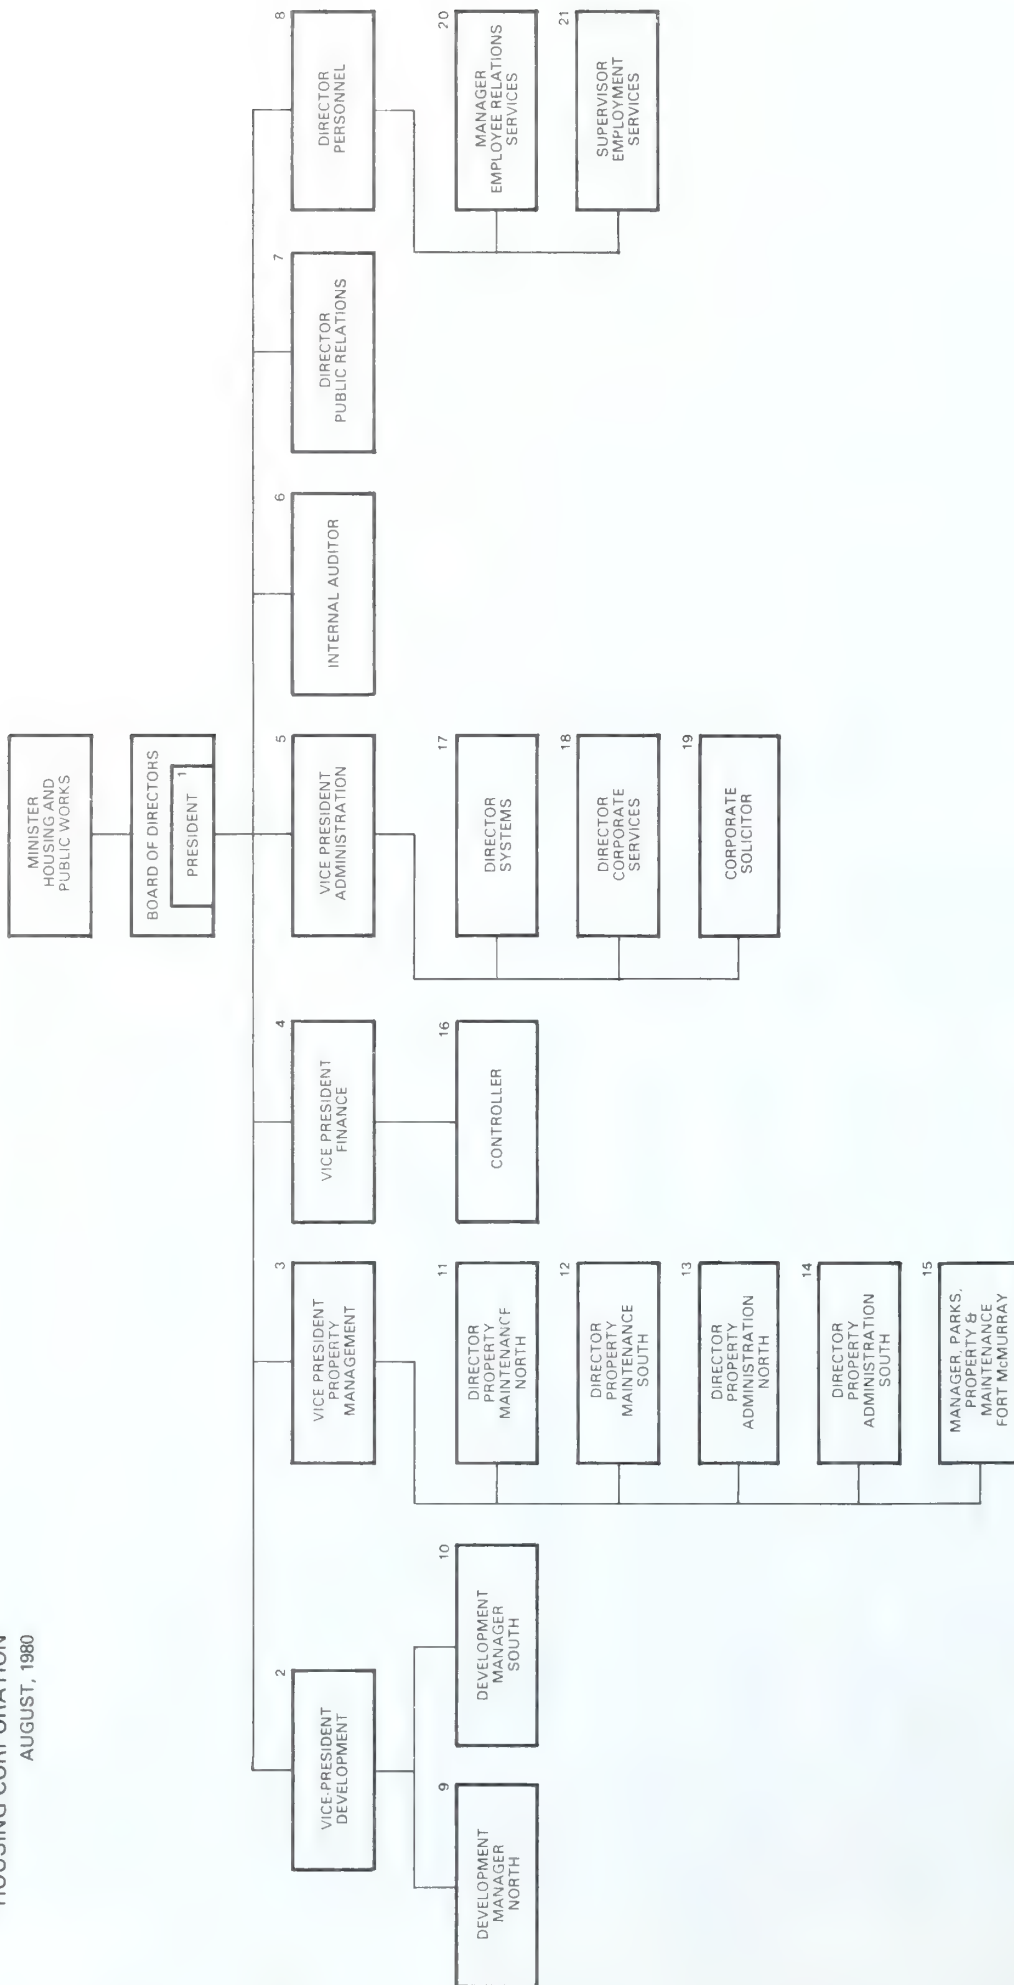 HOUSING CORPORATION
AUGUST, 1980
MINISTER
HOUSING AND
PUBLIC WORKS
BOARD OF DIRECTORS
1
PRESIDENT
2
VICE-PRESIDENT
DEVELOPMENT
3
VICE PRESIDENT
PROPERTY
MANAGEMENT
4
VICE PRESIDENT
FINANCE
5
VICE PRESIDENT
ADMINISTRATION
6
INTERNAL AUDITOR
7
DIRECTOR
PUBLIC RELATIONS
8
DIRECTOR
PERSONNEL
9
DEVELOPMENT
MANAGER
NORTH
10
DEVELOPMENT
MANAGER
SOUTH
11
DIRECTOR
PROPERTY
MAINTENANCE
NORTH
12
DIRECTOR
PROPERTY
MAINTENANCE
SOUTH
13
DIRECTOR
PROPERTY
ADMINISTRATION
NORTH
14
DIRECTOR
PROPERTY
ADMINISTRATION
SOUTH
15
MANAGER, PARKS,
PROPERTY &
MAINTENANCE
FORT McMURRAY
16
CONTROLLER
17
DIRECTOR
SYSTEMS
18
DIRECTOR
CORPORATE
SERVICES
19
CORPORATE
SOLICITOR
20
MANAGER
EMPLOYEE RELATIONS
SERVICES
21
SUPERVISOR
EMPLOYMENT
SERVICES